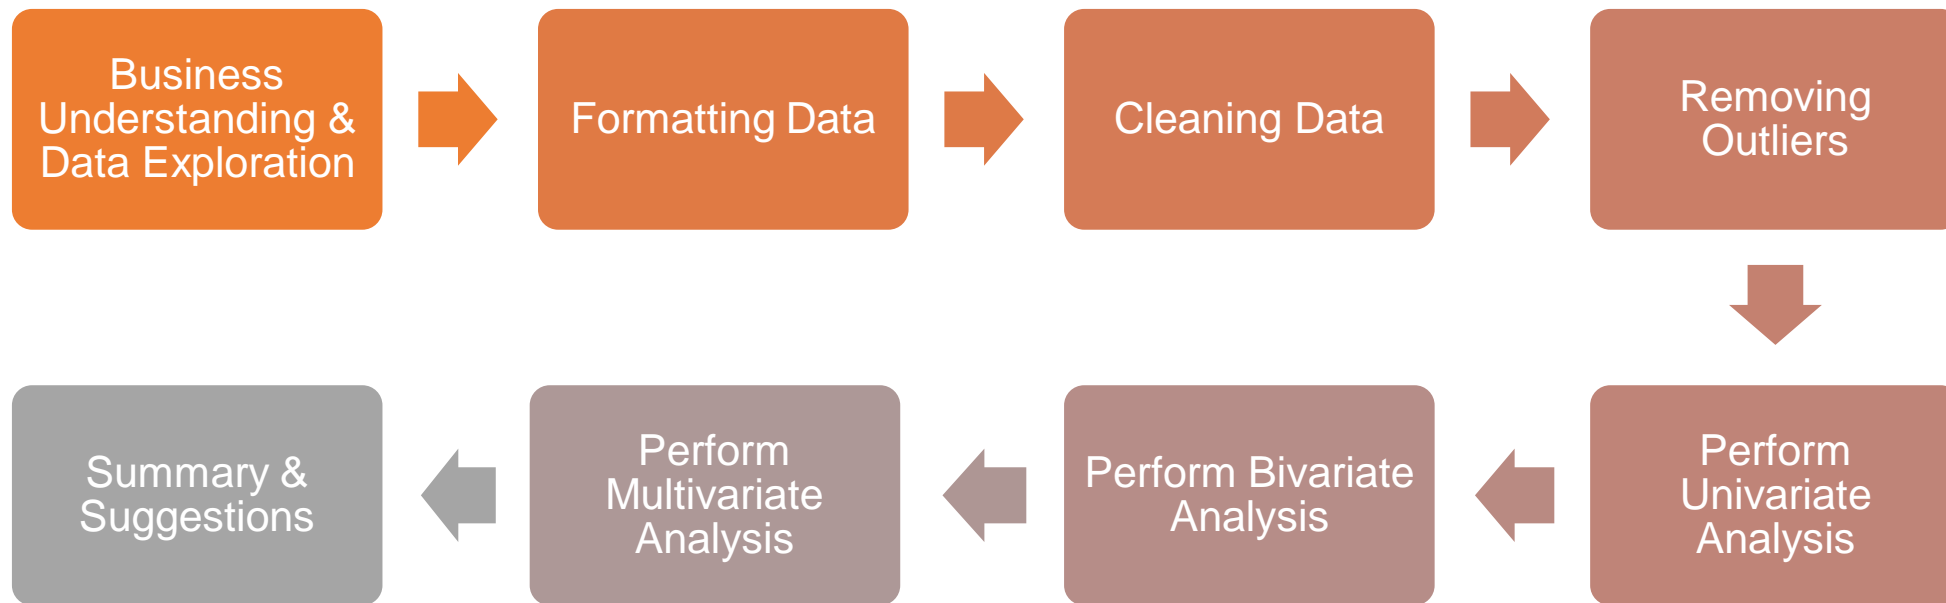 Business
Understanding &
Data Exploration
Formatting Data
Cleaning Data
Removing
Outliers
Perform
Univariate
Analysis
Perform Bivariate
Analysis
Perform
Multivariate
Analysis
Summary &
Suggestions